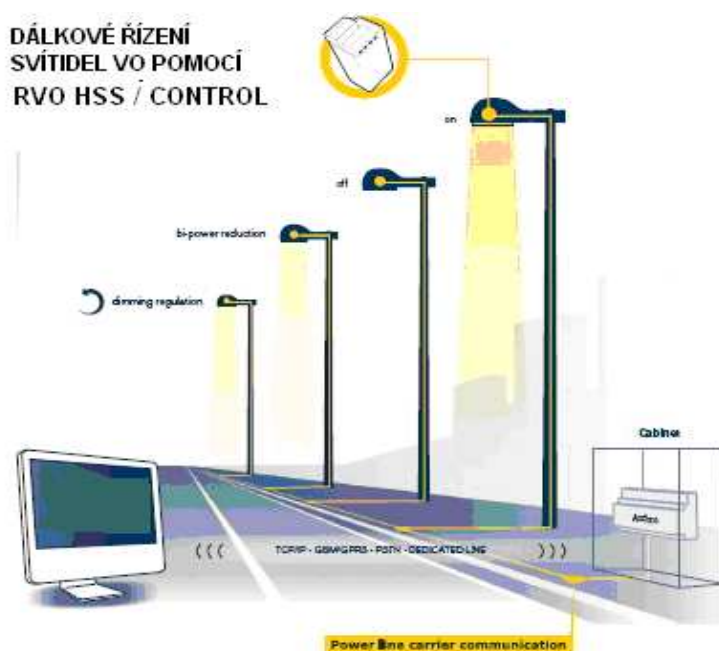 DÁLKOVÉ ŘÍZENÍ
SVÍTIDEL VO POMOCÍ
RVO HSS / CONTROL
on
off
bi-power reduction
dimming regulation
Cabinet
((( TCP/IP - GSM/GPRS - PSTN - DEDICATED LINE )))
Power line carrier communication